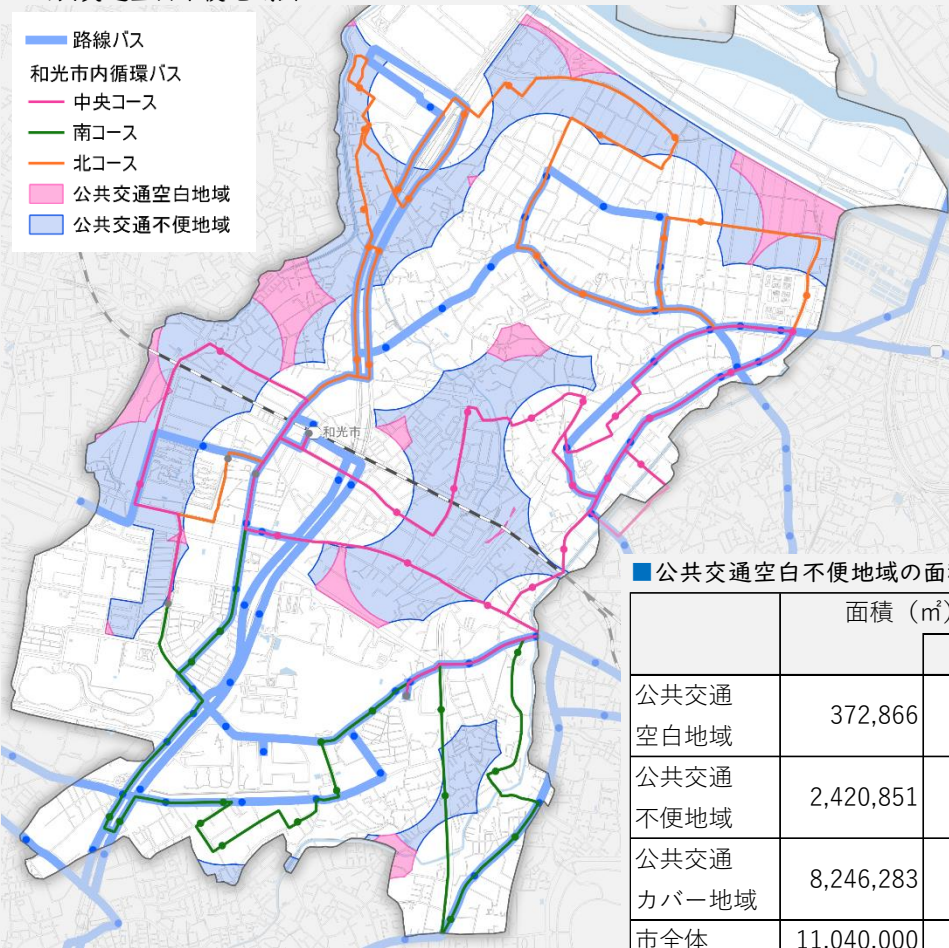 路線バス
和光市内循環バス
中央コース
南コース
北コース
公共交通空白地域
公共交通不便地域
和光市
■公共交通空白不便地域の面
面積（㎡）
公共交通
空白地域
372,866
公共交通
不便地域
2,420,851
公共交通
カバー地域
8,246,283
市全体
11,040,000